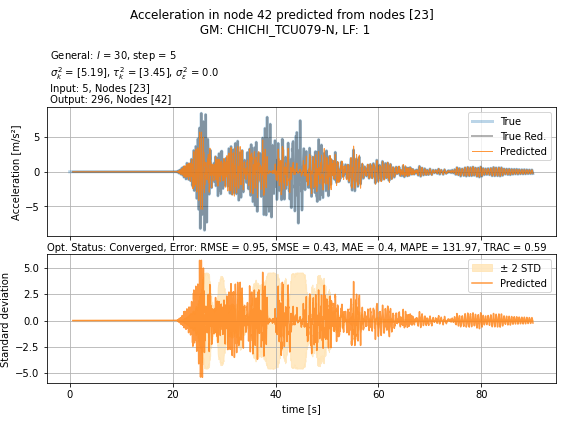 Acceleration in node 42 predicted from nodes [23]
GM: CHICHI_TCU079-N, LF: 1
General: l = 30, step = 5
σ²ₖ = [5.19], τ²ₖ = [3.45], σ²_ε = 0.0
Input: 5, Nodes [23]
Output: 296, Nodes [42]
Acceleration [m/s²]
5
0
−5
True
True Red.
Predicted
Opt. Status: Converged, Error: RMSE = 0.95, SMSE = 0.43, MAE = 0.4, MAPE = 131.97, TRAC = 0.59
Standard deviation
5.0
2.5
0.0
−2.5
−5.0
± 2 STD
Predicted
0 20 40 60 80
time [s]